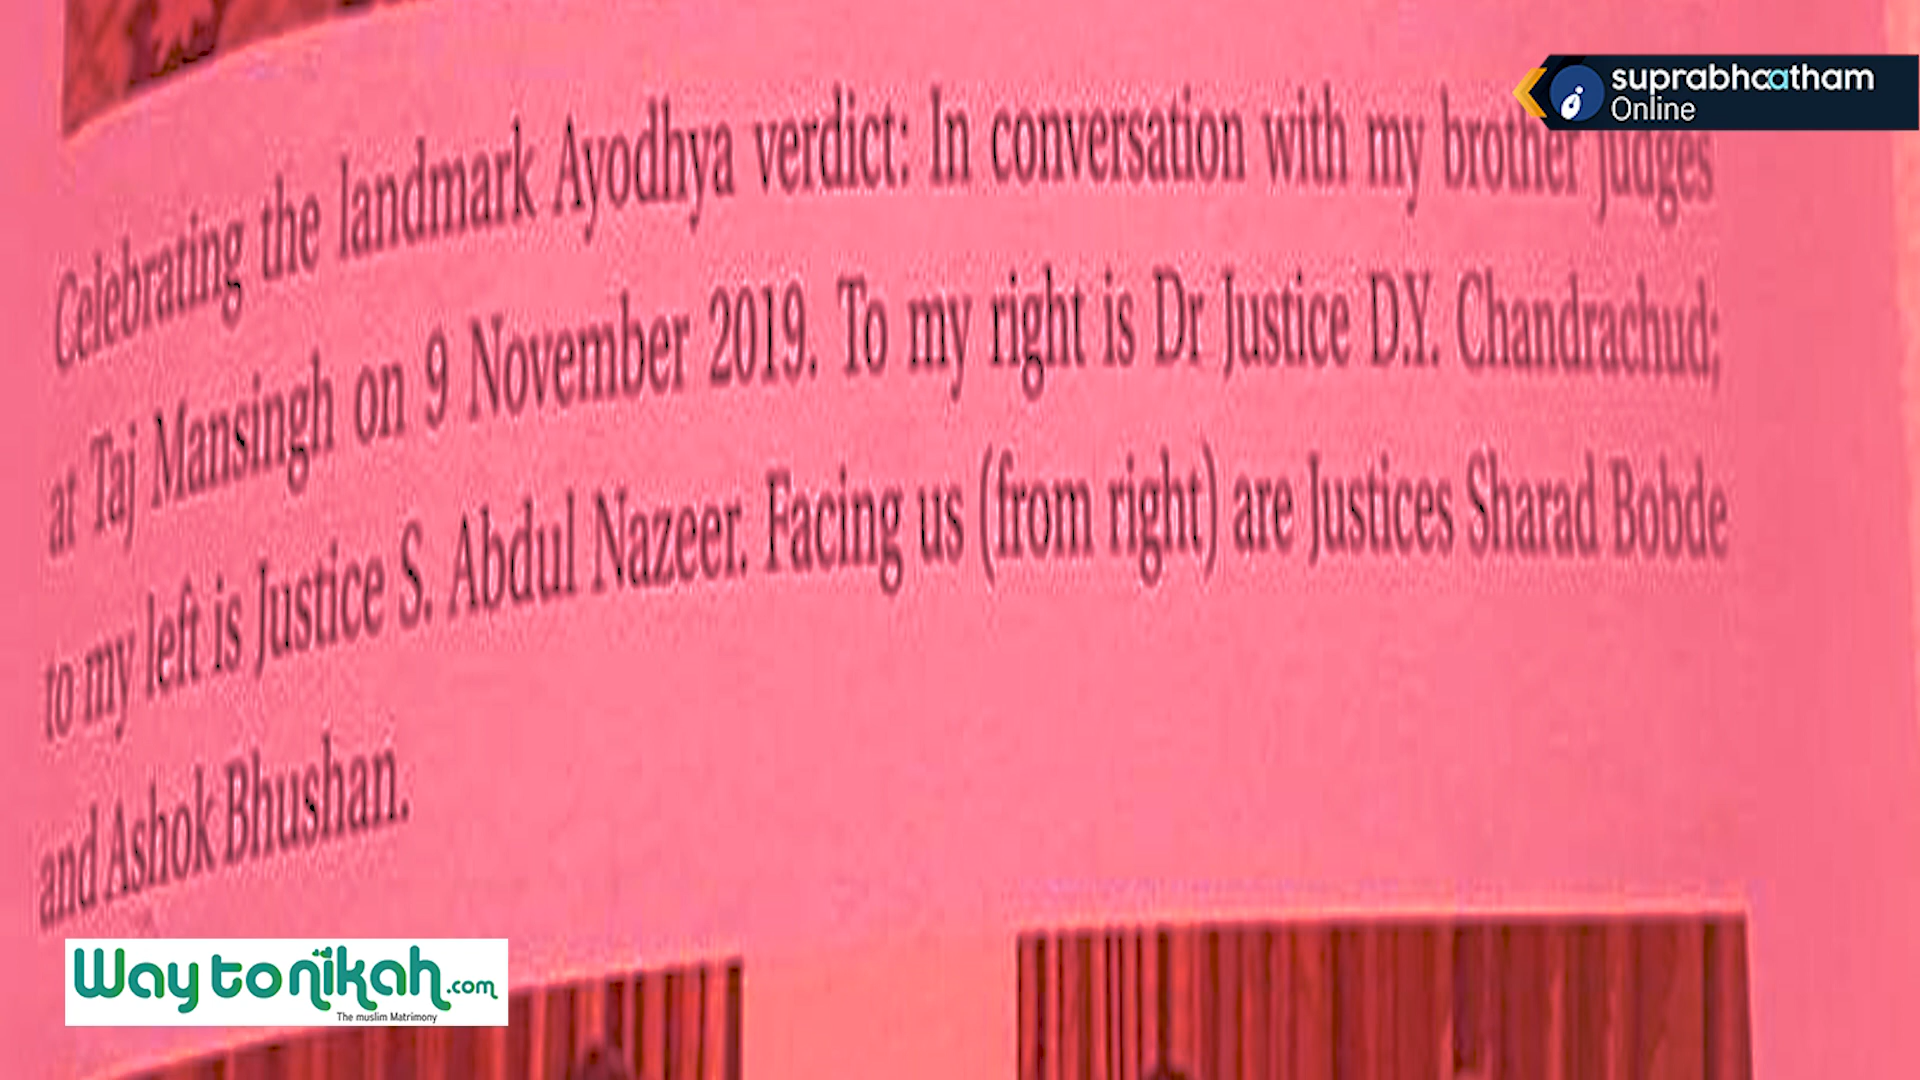 suprabhaatham
Online
Celebrating the landmark Ayodhya verdict: In conversation with my brother judges
at Taj Mansingh on 9 November 2019. To my right is Dr Justice D.Y. Chandrachud;
to my left is Justice S. Abdul Nazeer. Facing us (from right) are Justices Sharad Bobde
and Ashok Bhushan.
Way to nikah.com
The muslim Matrimony